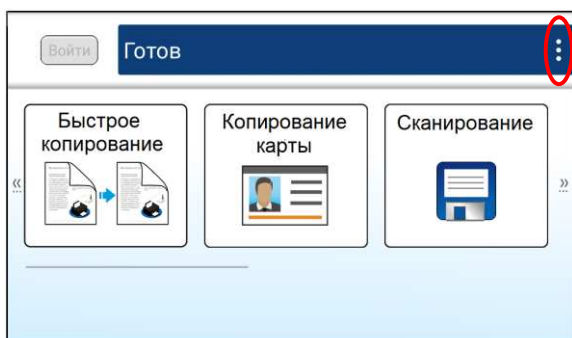 Войти
Готов
Быстрое
копирование
Копирование
карты
Сканирование
«
»